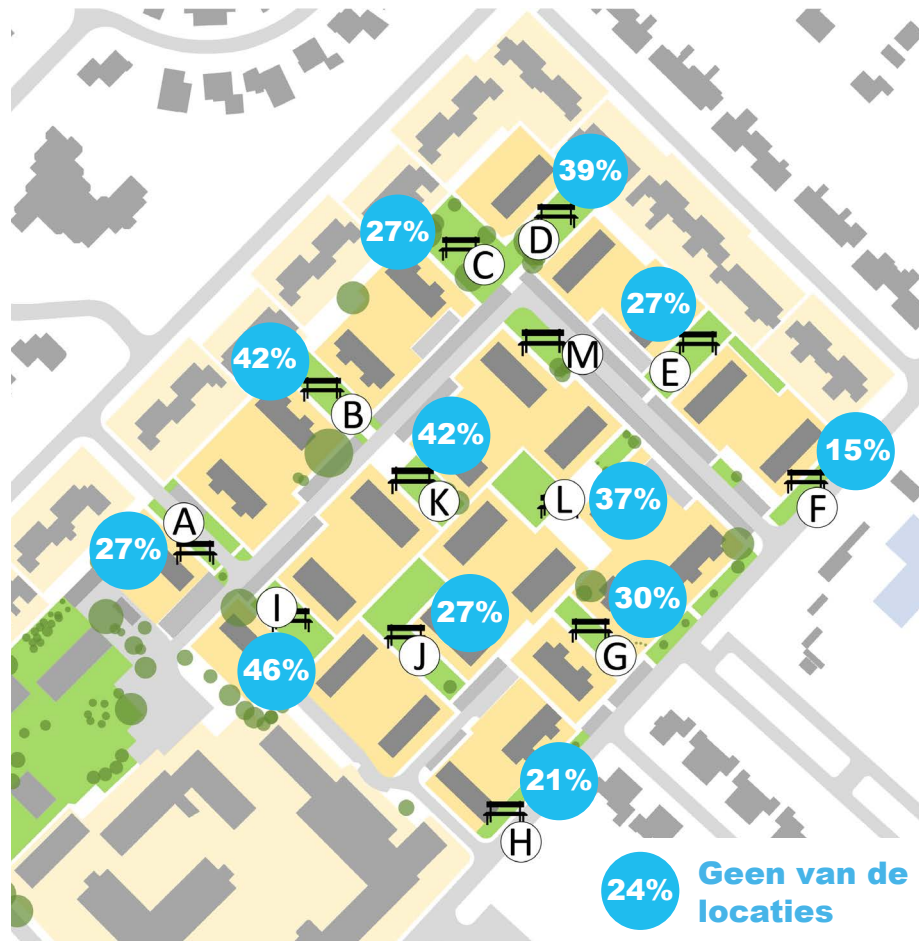 39%
D
27%
C
27%
E
M
42%
B
42%
K
15%
F
L
37%
A
27%
I
46%
27%
J
30%
G
21%
H
24%
Geen van de
locaties